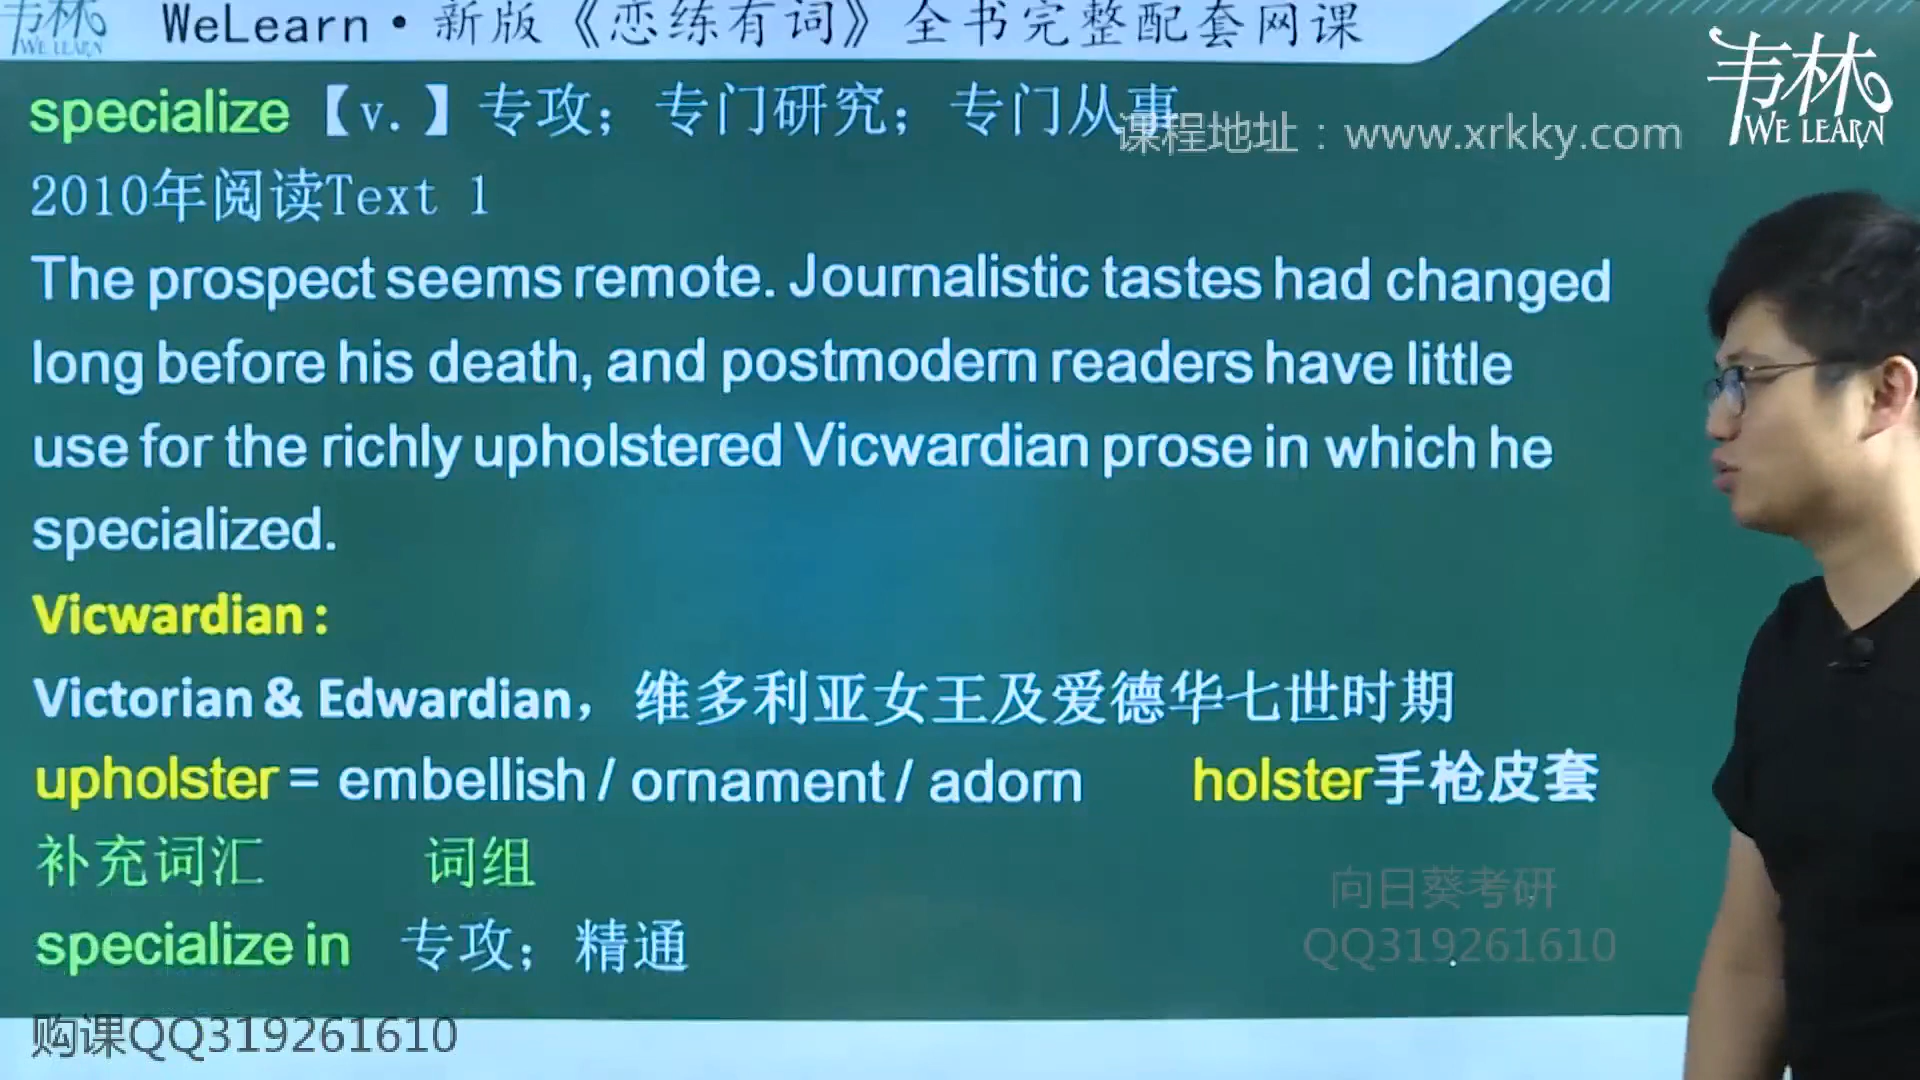 韦林
WE LEARN
WeLearn·新版《恋练有词》全书完整配套网课
韦林
WE LEARN
specialize【v.】专攻；专门研究；专门从事
课程地址：www.xrkky.com
2010年阅读Text 1
The prospect seems remote. Journalistic tastes had changed
long before his death, and postmodern readers have little
use for the richly upholstered Vicwardian prose in which he
specialized.
Vicwardian :
Victorian & Edwardian，维多利亚女王及爱德华七世时期
upholster = embellish / ornament / adorn holster手枪皮套
补充词汇 词组
向日葵考研
specialize in 专攻；精通
QQ319261610
购课QQ319261610